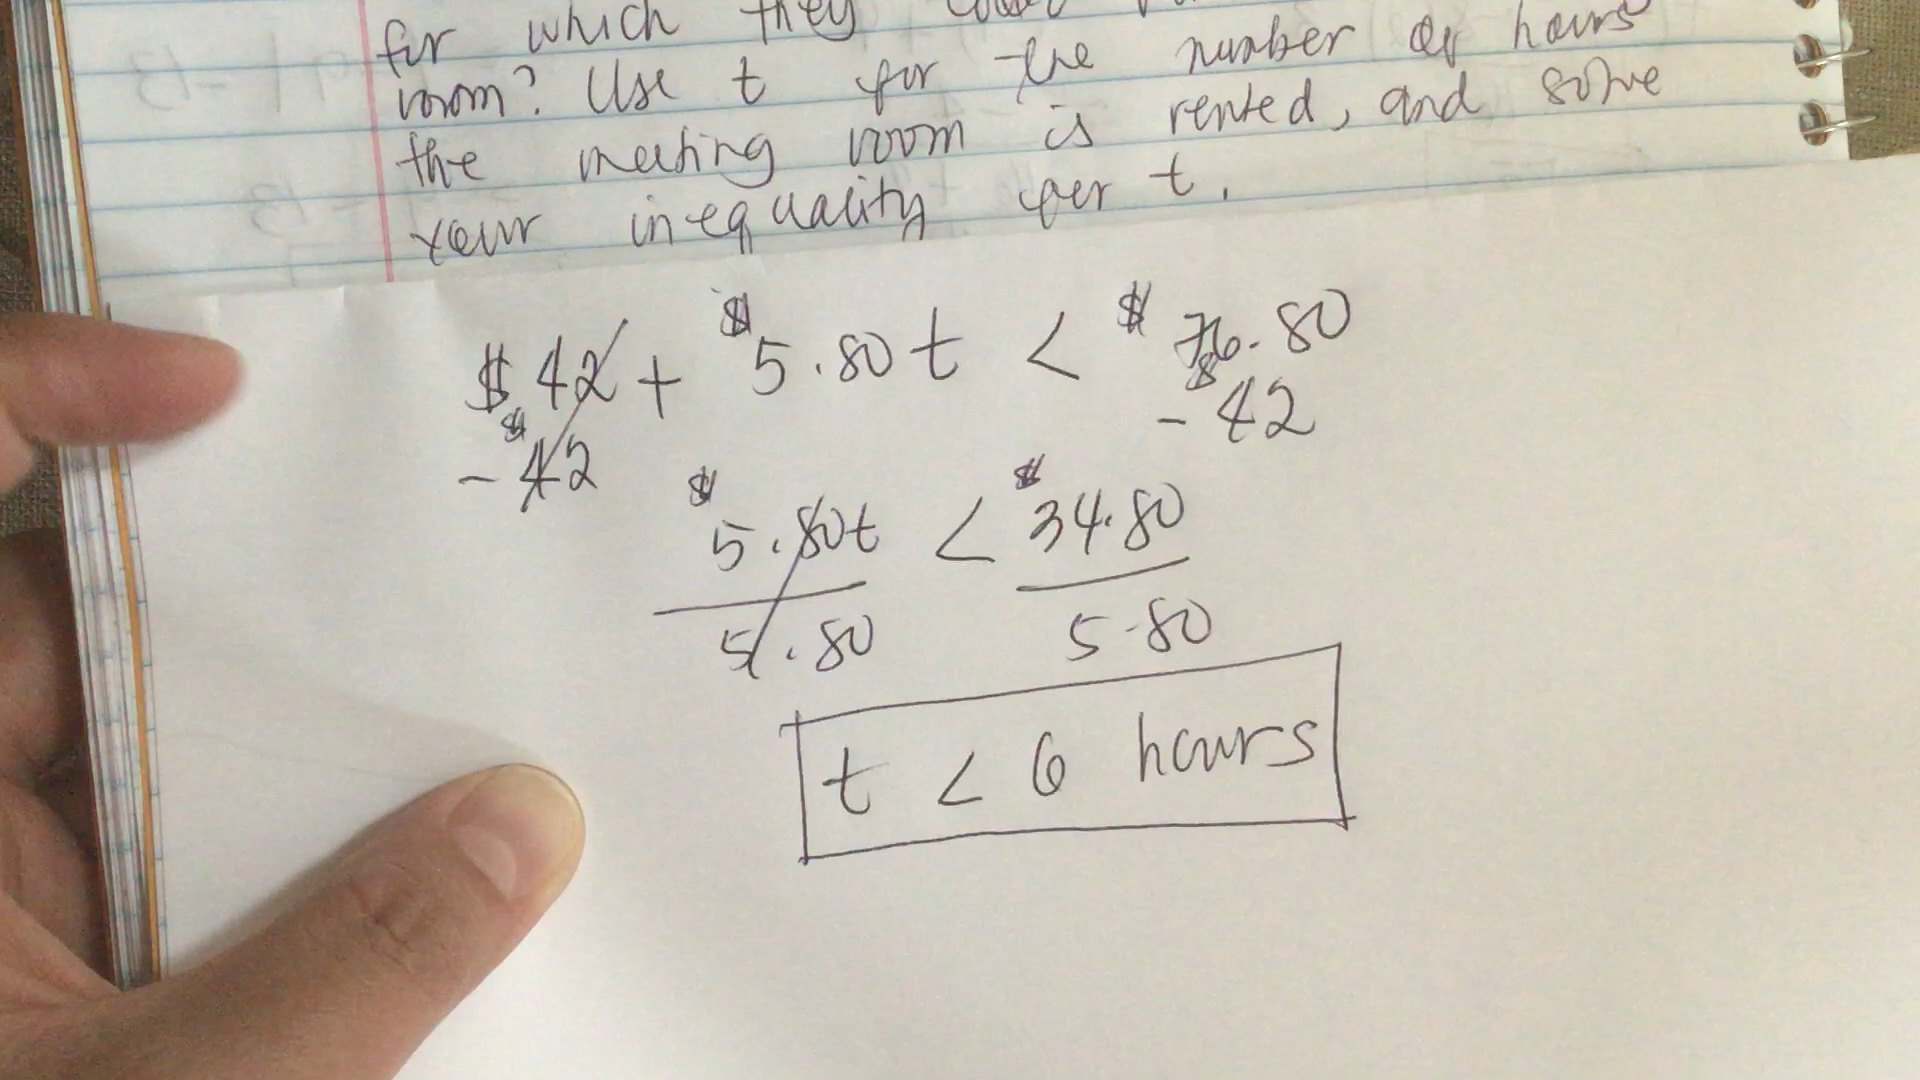 for which they
room? Use t for the number of hours
the meeting room is rented, and solve
your inequality for t.
$42 + $5.80t < $76.80
- $42 - $42
$5.80t < $34.80
5.80 5.80
t < 6 hours